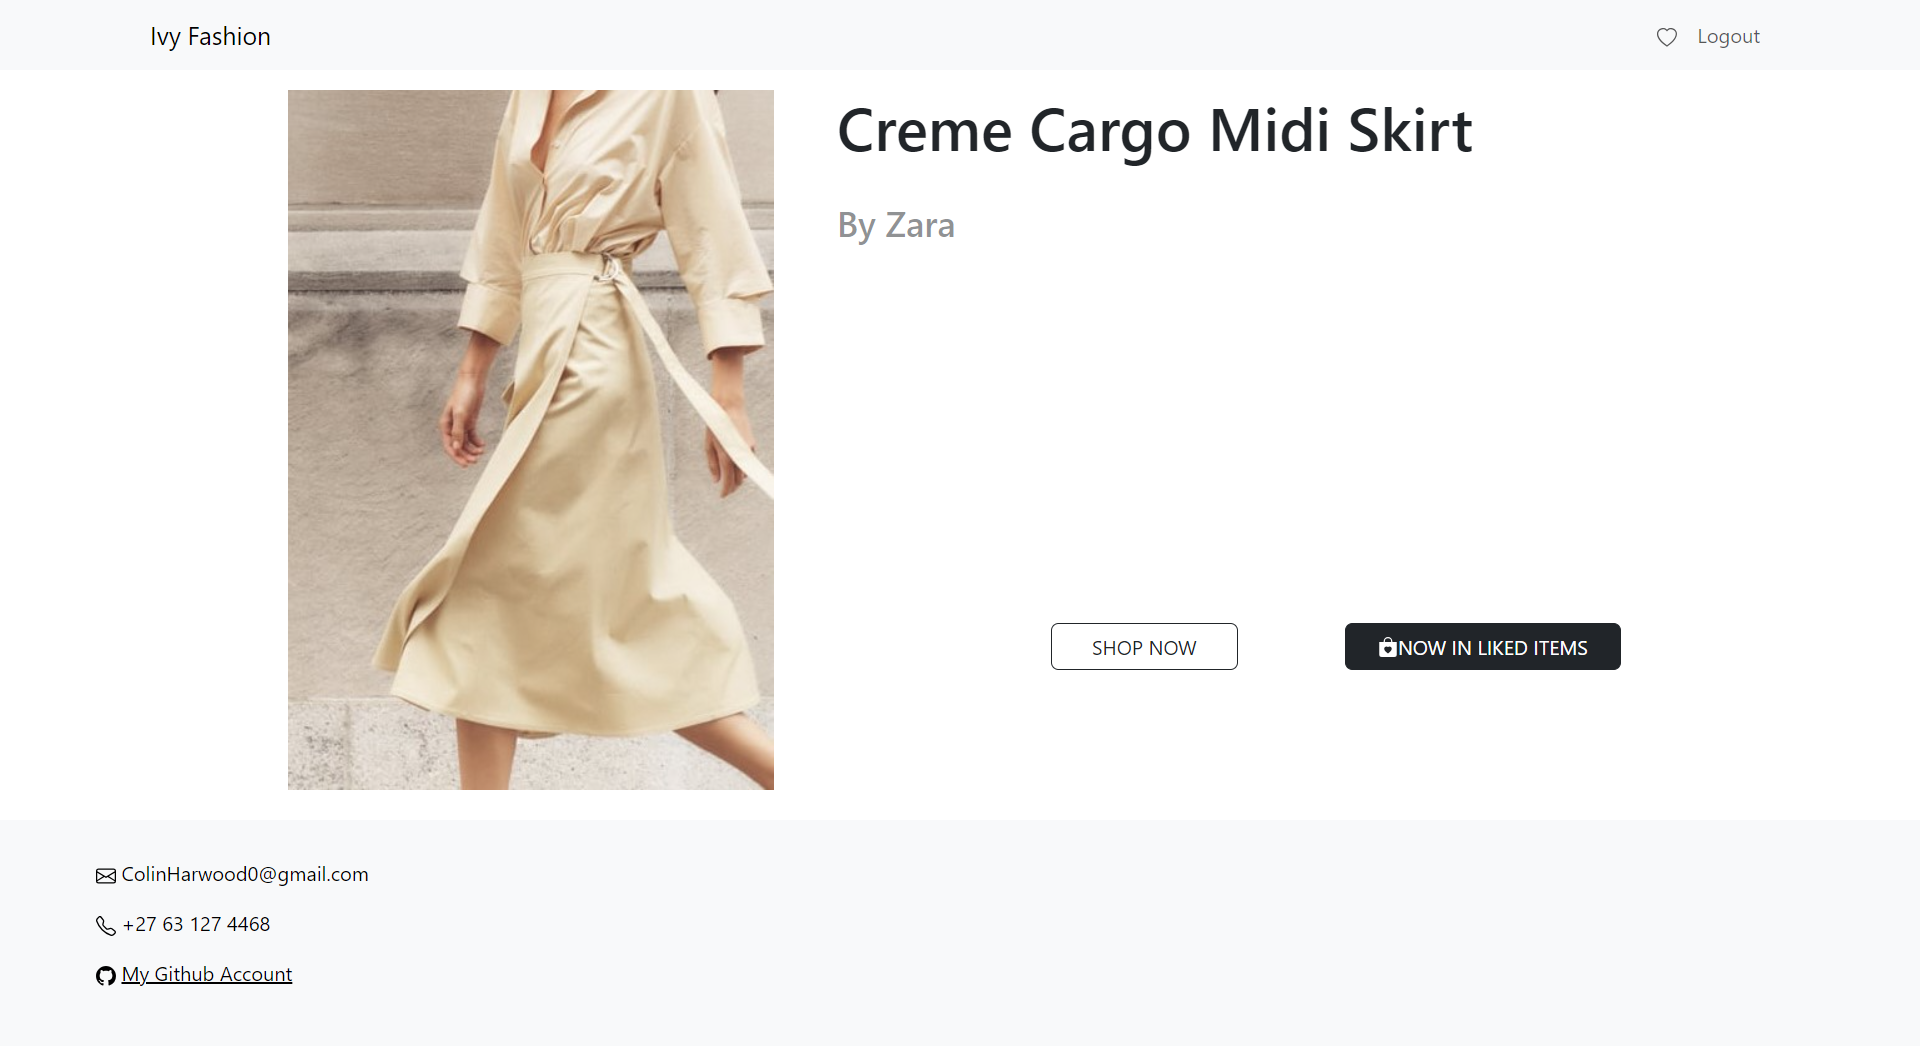 Ivy Fashion
Logout
Creme Cargo Midi Skirt
By Zara
SHOP NOW
NOW IN LIKED ITEMS
ColinHarwood0@gmail.com
+27 63 127 4468
My Github Account